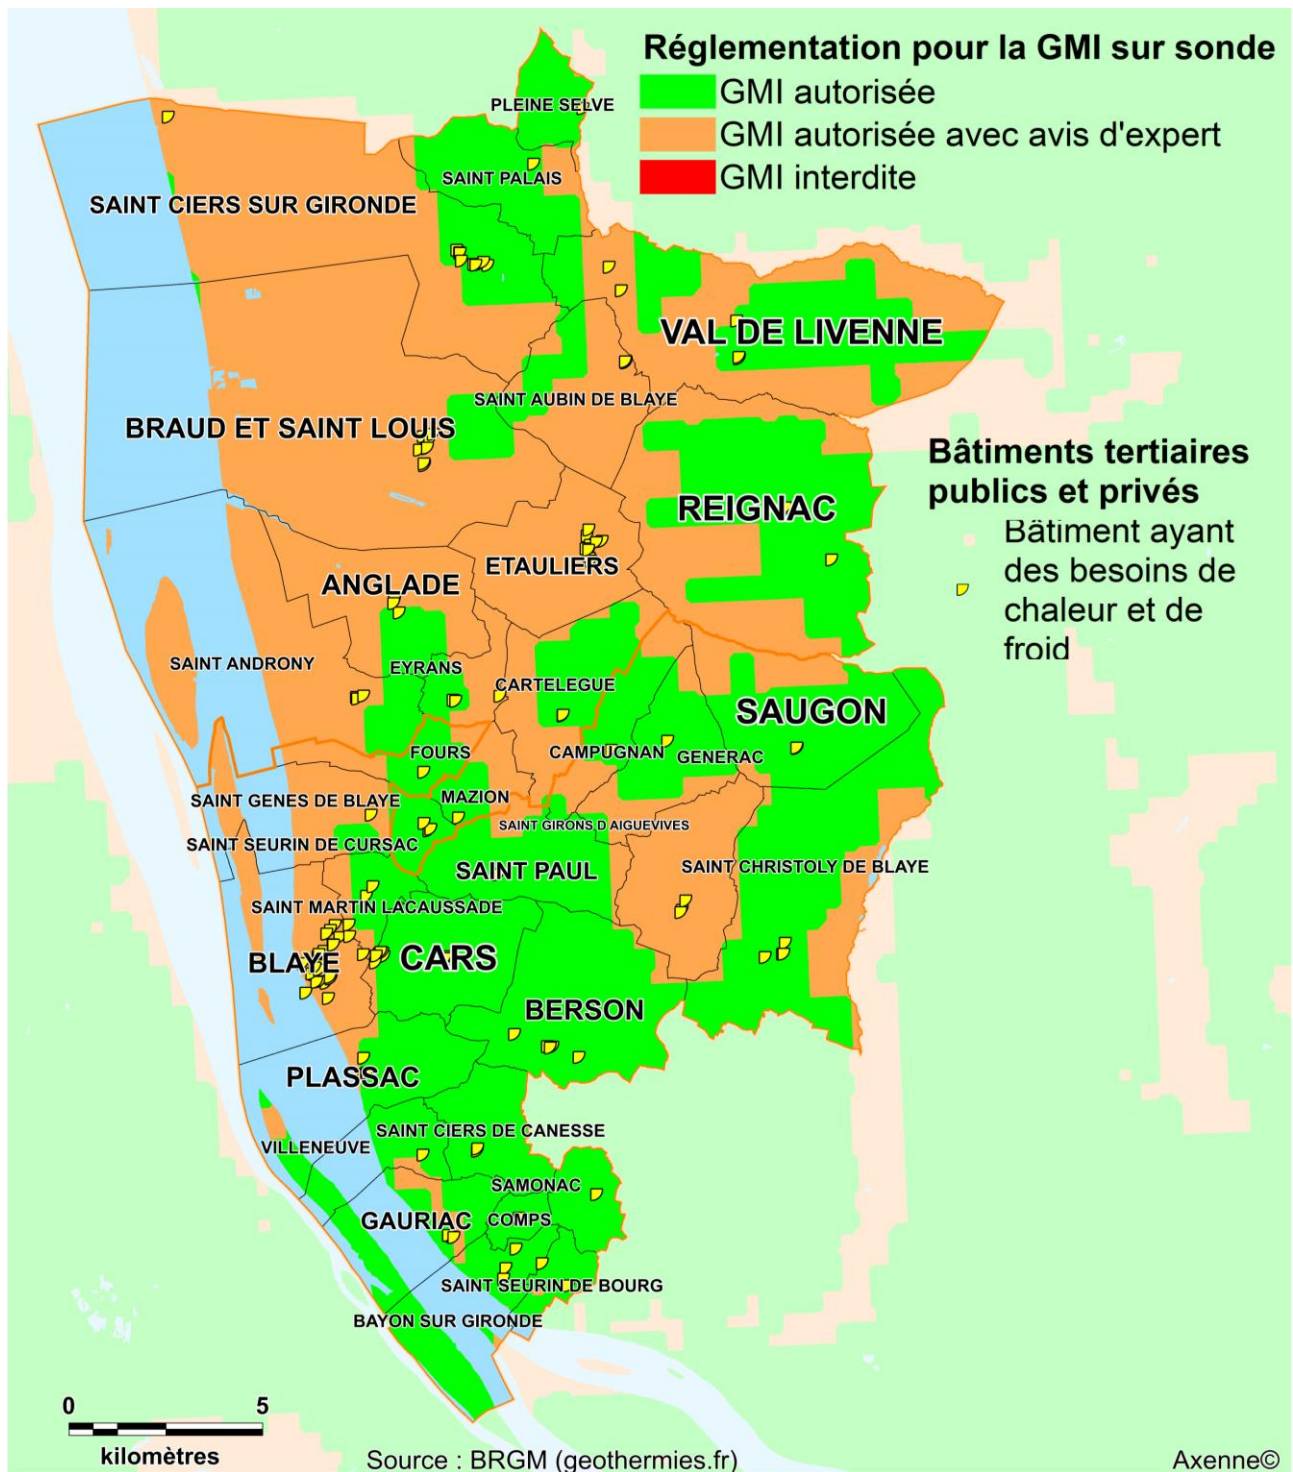 Réglementation pour la GMI sur sonde
GMI autorisée
GMI autorisée avec avis d'expert
GMI interdite
PLEINE SELVE
SAINT PALAIS
SAINT CIERS SUR GIRONDE
VAL DE LIVENNE
SAINT AUBIN DE BLAYE
BRAUD ET SAINT LOUIS
Bâtiments tertiaires
publics et privés
Bâtiment ayant
des besoins de
chaleur et de
froid
REIGNAC
ETAULIERS
ANGLADE
SAINT ANDRONY
EYRANS
CARTELEGUE
SAUGON
FOURS
CAMPUGNAN
GENERAC
SAINT GENES DE BLAYE
MAZION
SAINT GIRONS D AIGUEVIVES
SAINT SEURIN DE CURSAC
SAINT PAUL
SAINT CHRISTOLY DE BLAYE
SAINT MARTIN LACAUSSADE
BLAYE
CARS
BERSON
PLASSAC
SAINT CIERS DE CANESSE
VILLENEUVE
SAMONAC
GAURIAC
COMPS
SAINT SEURIN DE BOURG
BAYON SUR GIRONDE
0 5
kilomètres
Source : BRGM (geothermies.fr)
Axenne©